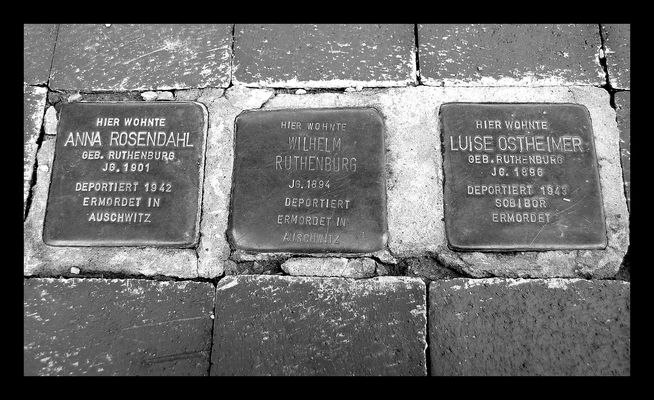 HIER WOHNTE
ANNA ROSENDAHL
GEB. RUTHENBURG
JG. 1901
DEPORTIERT 1942
ERMORDET IN
AUSCHWITZ
HIER WOHNTE
WILHELM
RUTHENBURG
JG. 1894
DEPORTIERT
ERMORDET IN
AUSCHWITZ
HIER WOHNTE
LUISE OSTHEIMER
GEB. RUTHENBURG
JG. 1896
DEPORTIERT 1943
SOBIBOR
ERMORDET